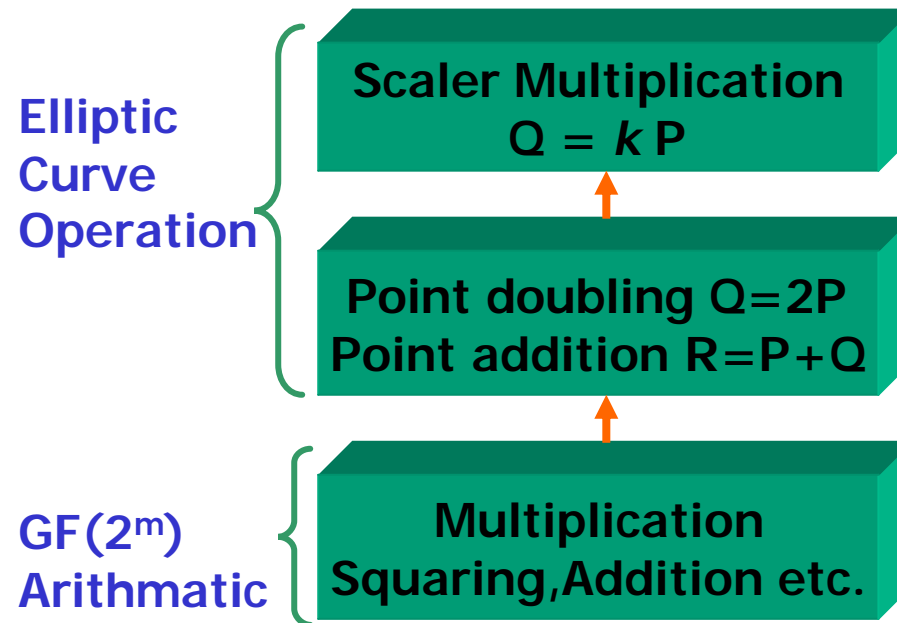 Elliptic
Curve
Operation
Scaler Multiplication
Q = k P
Point doubling Q=2P
Point addition R=P+Q
GF(2ᵐ)
Arithmatic
Multiplication
Squaring,Addition etc.